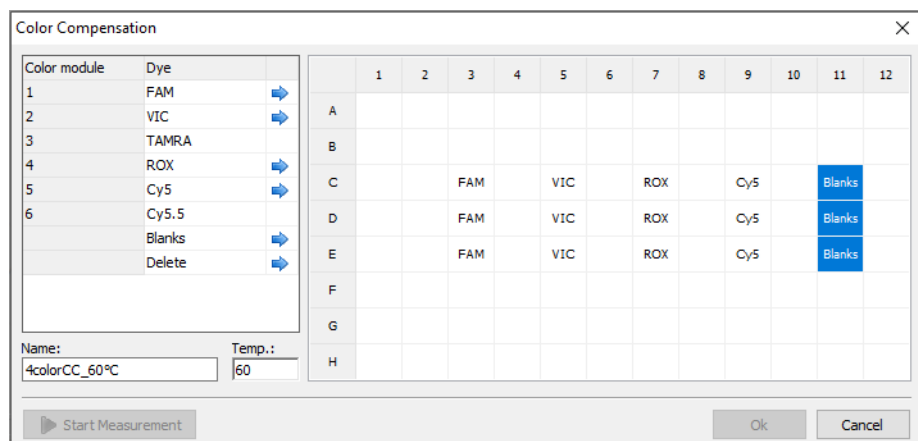 Color Compensation
Color module Dye
1 FAM
2 VIC
3 TAMRA
4 ROX
5 Cy5
6 Cy5.5
Blanks
Delete
Name: Temp.:
4colorCC_60ºC 60
1 2 3 4 5 6 7 8 9 10 11 12
A
B
C FAM VIC ROX Cy5 Blanks
D FAM VIC ROX Cy5 Blanks
E FAM VIC ROX Cy5 Blanks
F
G
H
Start Measurement Ok Cancel